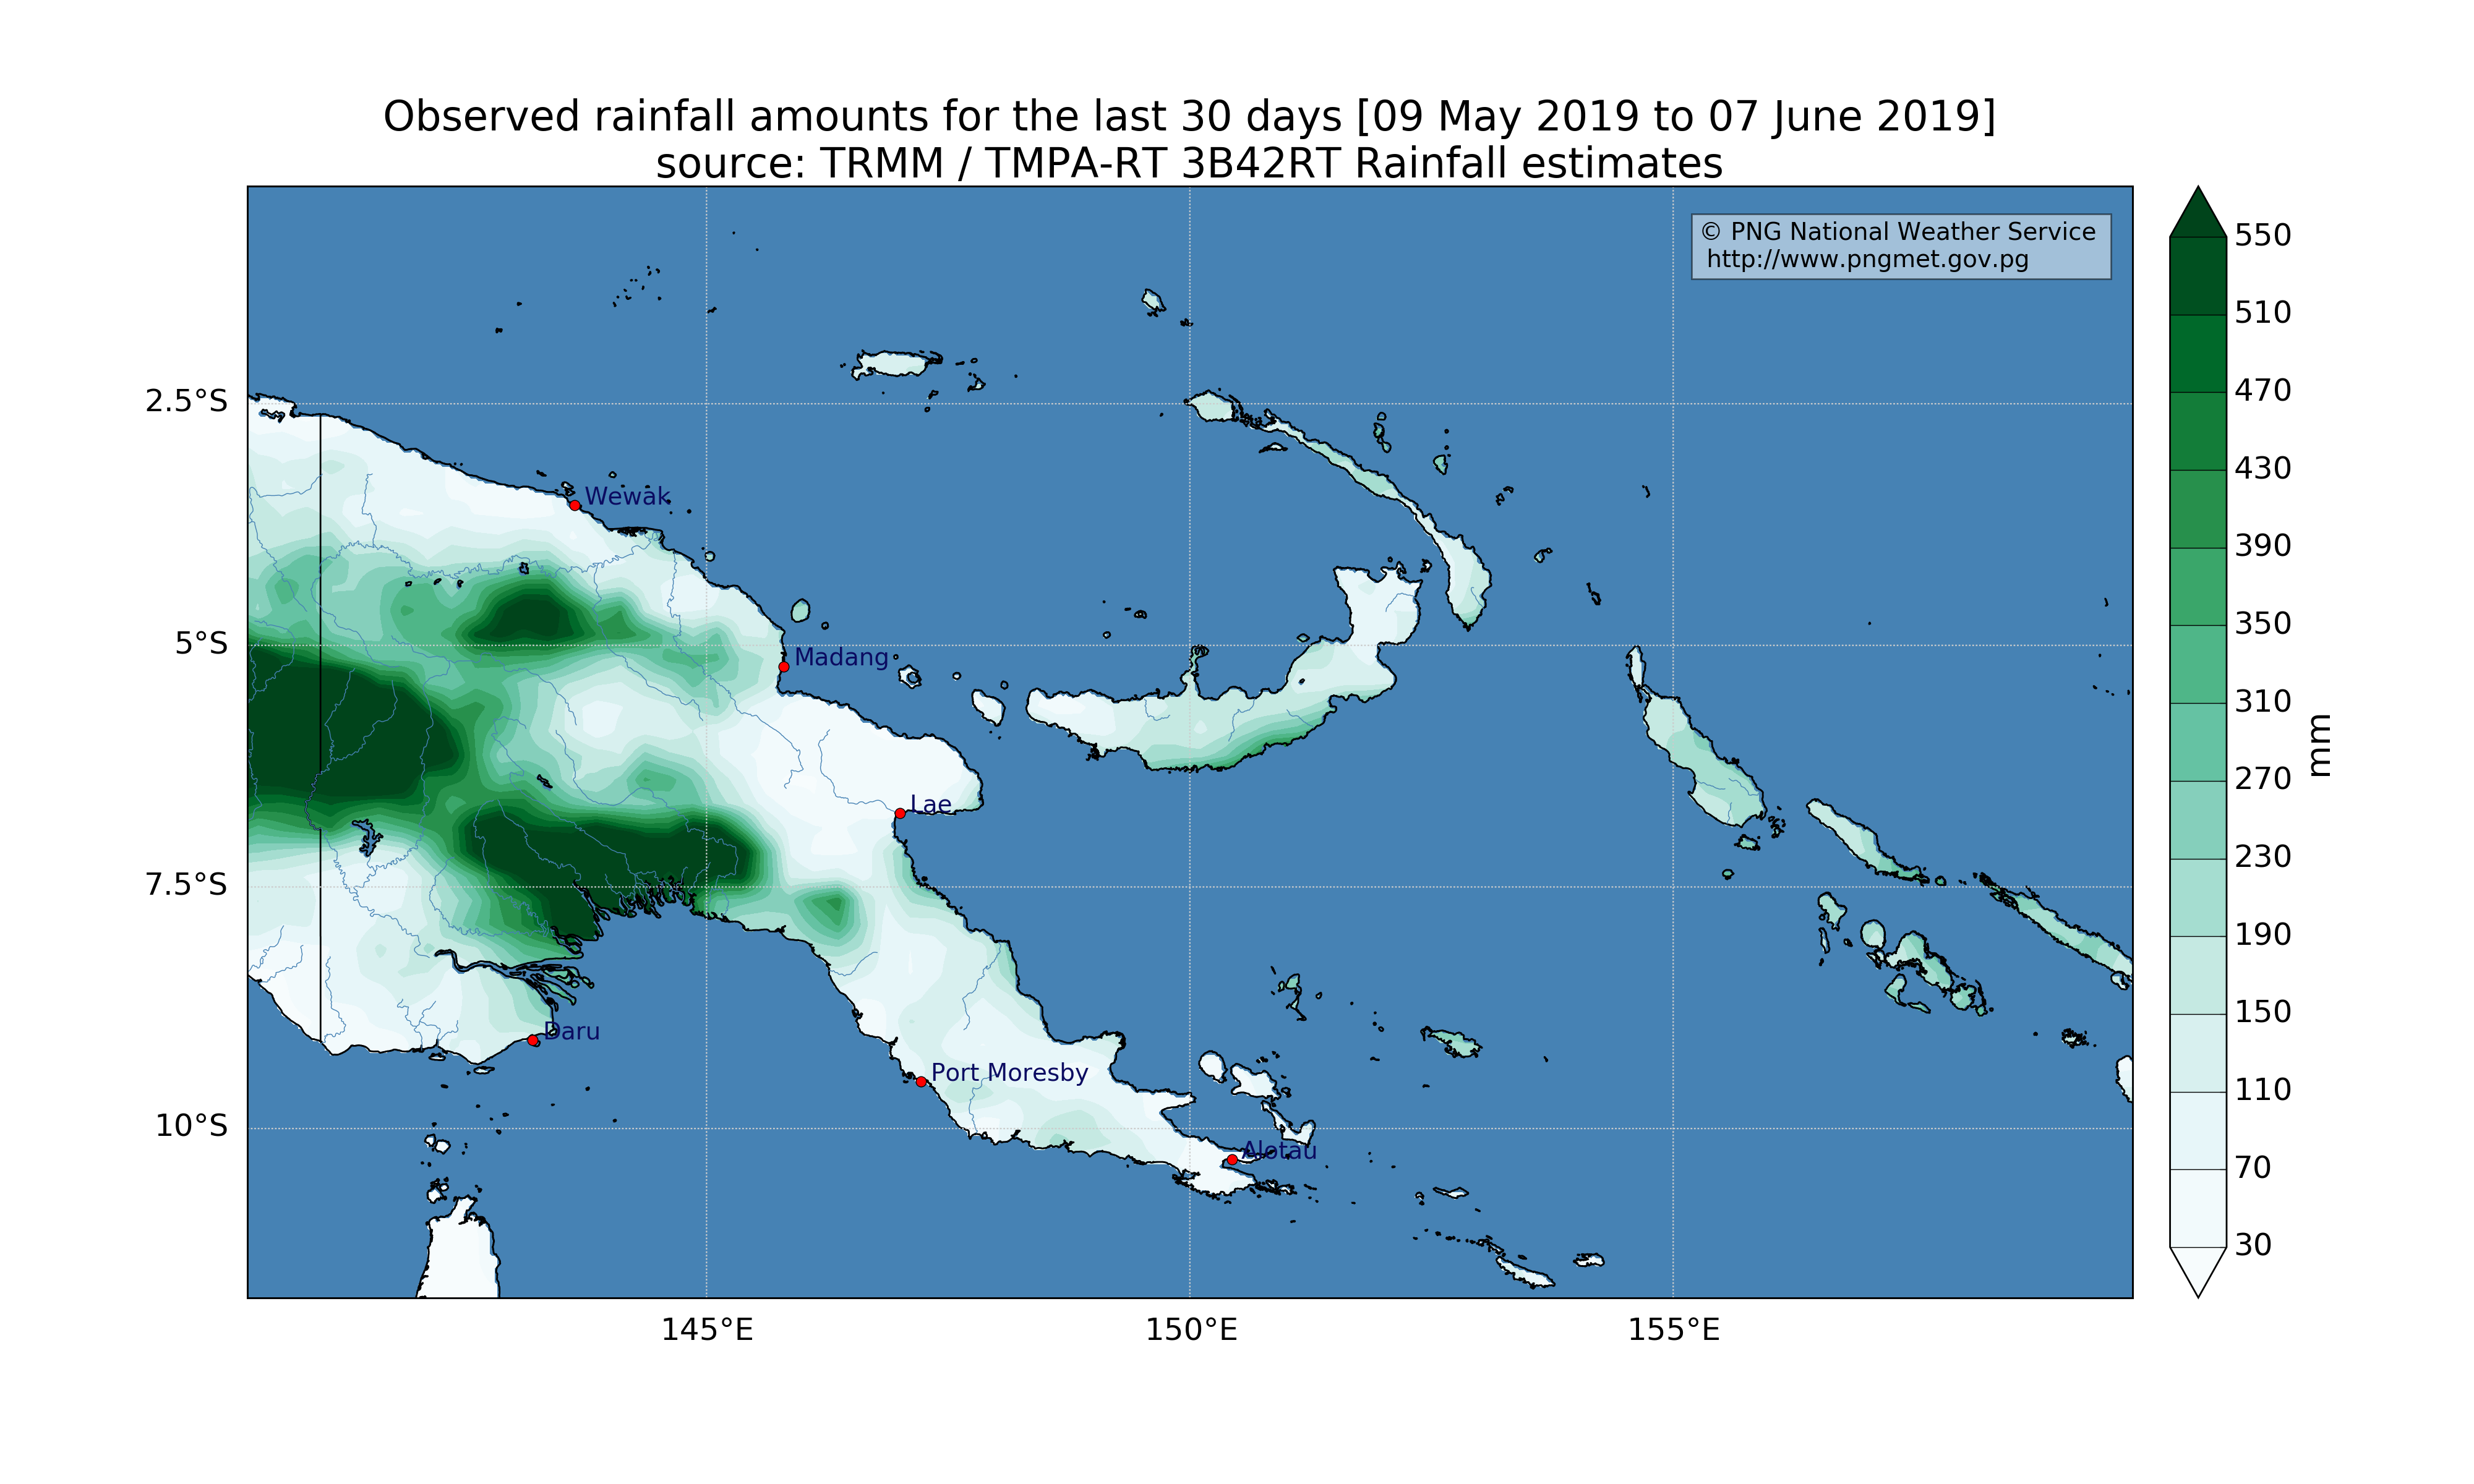 Observed rainfall amounts for the last 30 days [09 May 2019 to 07 June 2019]
source: TRMM / TMPA-RT 3B42RT Rainfall estimates
© PNG National Weather Service
http://www.pngmet.gov.pg
2.5°S
5°S
7.5°S
10°S
Wewak
Madang
Lae
Daru
Port Moresby
Alotau
145°E
150°E
155°E
550
510
470
430
390
350
310
270
230
190
150
110
70
30
mm